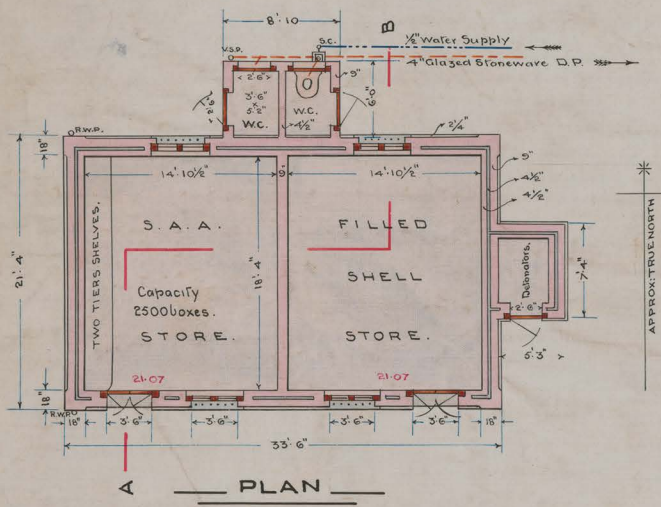 8'·10
B
½" Water Supply
S.C.
V.S.P.
4" Glazed Stoneware D.P.
2'·6"
3'·6"
x
5'·2"
W.C.
W.C.
9"
4½"
6'·0"
2¼"
R.W.P.
18"
14'·10½"
9"
14'·10½"
9"
4½"
4½"
TWO TIERS SHELVES.
S. A. A.
Capacity
2500 boxes.
STORE.
18'·4"
FILLED
SHELL
STORE.
Detonators.
2'·6"
7'·4"
5'·3"
21'·4"
APPROX: TRUE NORTH
21·07
21·07
18"
R.W.P.
18"
3'·6"
3'·6"
3'·6"
3'·6"
18"
33'·6"
A
PLAN